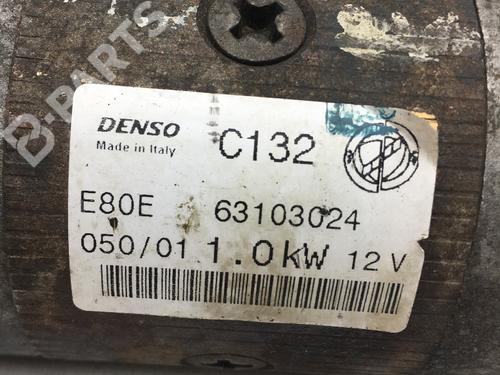 B-PARTS
DENSO
Made in Italy
C132
E80E 63103024
050/01 1.0kW 12 V